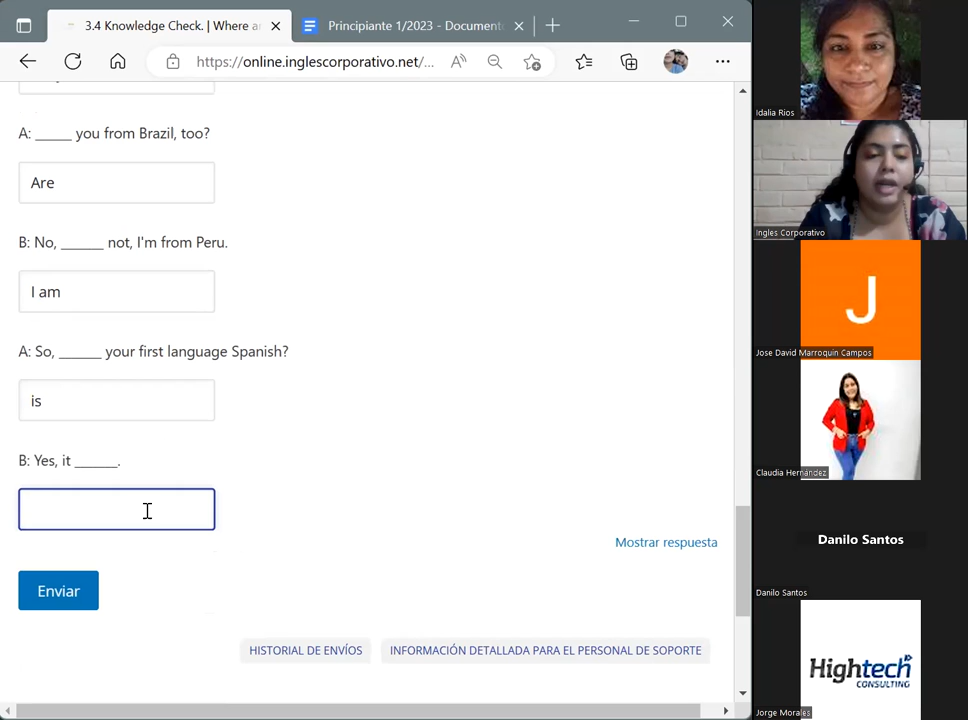 3.4 Knowledge Check. | Where a
Principiante 1/2023 - Document
https://online.inglescorporativo.net/...
A: _____ you from Brazil, too?
Are
B: No, ______ not, I'm from Peru.
I am
A: So, ______ your first language Spanish?
is
B: Yes, it ______.
Mostrar respuesta
Enviar
HISTORIAL DE ENVÍOS
INFORMACIÓN DETALLADA PARA EL PERSONAL DE SOPORTE
Idalia Rios
Ingles Corporativo
J
Jose David Marroquin Campos
Claudia Hernández
Danilo Santos
Danilo Santos
Hightech
CONSULTING
Jorge Morales